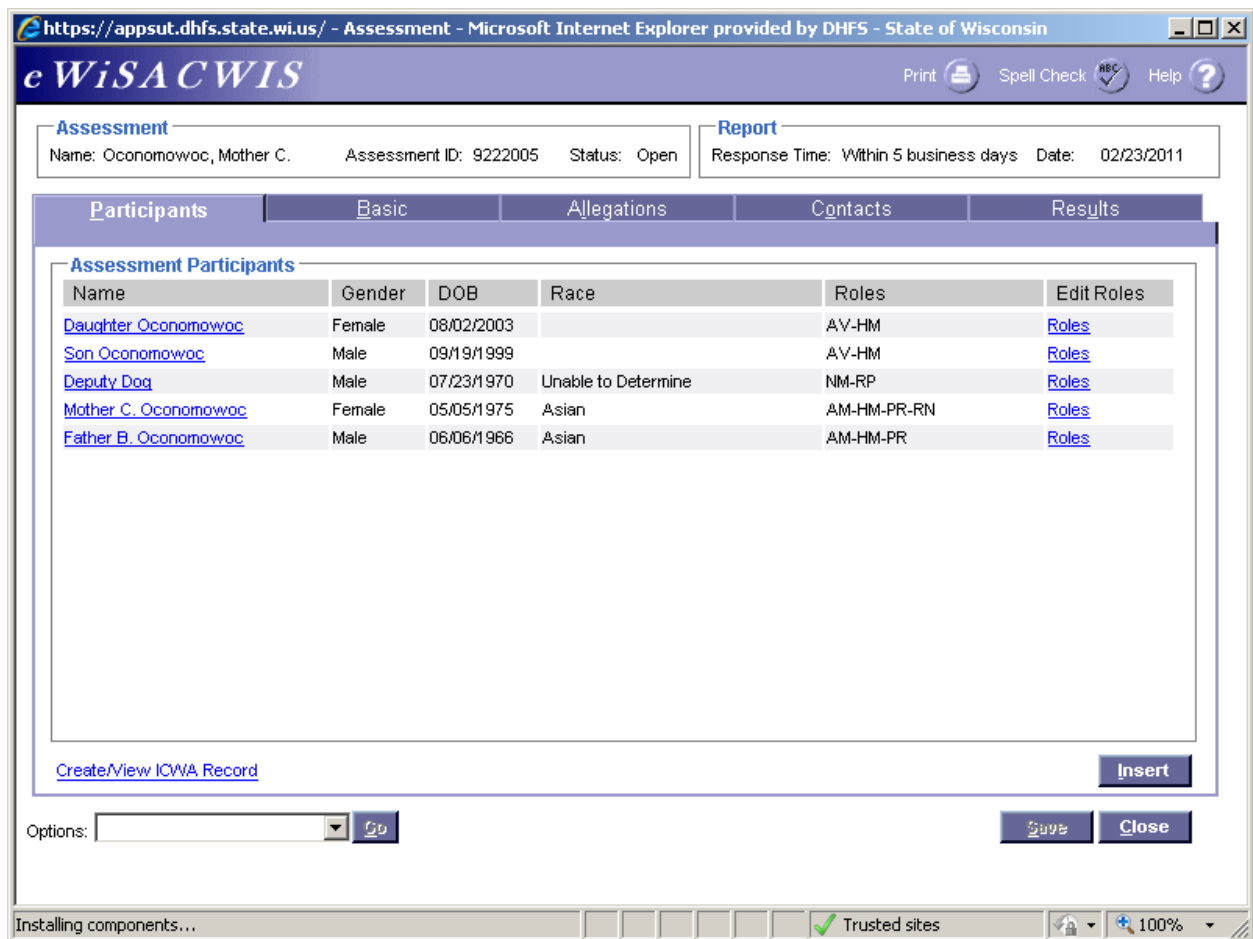 https://appsut.dhfs.state.wi.us/ - Assessment - Microsoft Internet Explorer provided by DHFS - State of Wisconsin
e WiSACWIS Print ABC Spell Check Help ?
Assessment Report
Name: Oconomowoc, Mother C. Assessment ID: 9222005 Status: Open Response Time: Within 5 business days Date: 02/23/2011
Participants Basic Allegations Contacts Results
Assessment Participants
Name Gender DOB Race Roles Edit Roles
Daughter Oconomowoc Female 08/02/2003 AV-HM Roles
Son Oconomowoc Male 09/19/1999 AV-HM Roles
Deputy Dog Male 07/23/1970 Unable to Determine NM-RP Roles
Mother C. Oconomowoc Female 05/05/1975 Asian AM-HM-PR-RN Roles
Father B. Oconomowoc Male 06/06/1966 Asian AM-HM-PR Roles
Create/View ICWA Record Insert
Options: Go Save Close
Installing components... Trusted sites 100%